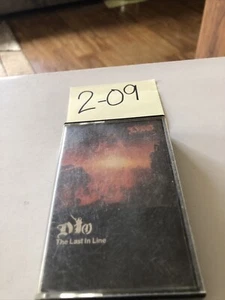 2-09
DIO
The Last in Line